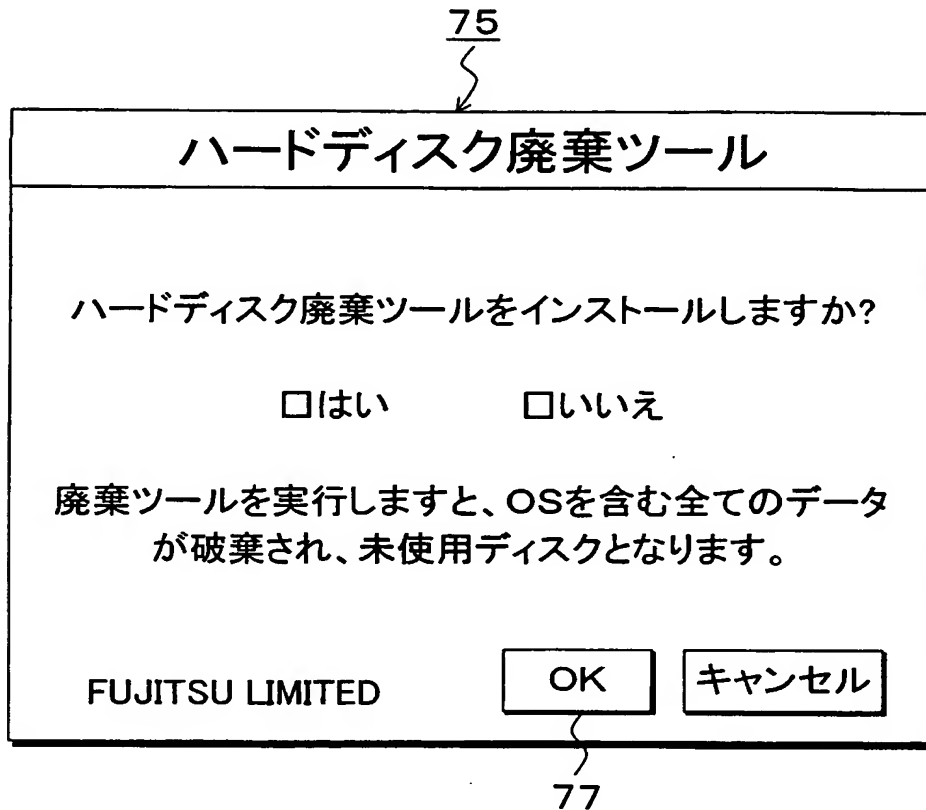 75
ハードディスク廃棄ツール
ハードディスク廃棄ツールをインストールしますか?
□はい □いいえ
廃棄ツールを実行しますと、OSを含む全てのデータ
が破棄され、未使用ディスクとなります。
FUJITSU LIMITED OK キャンセル
77